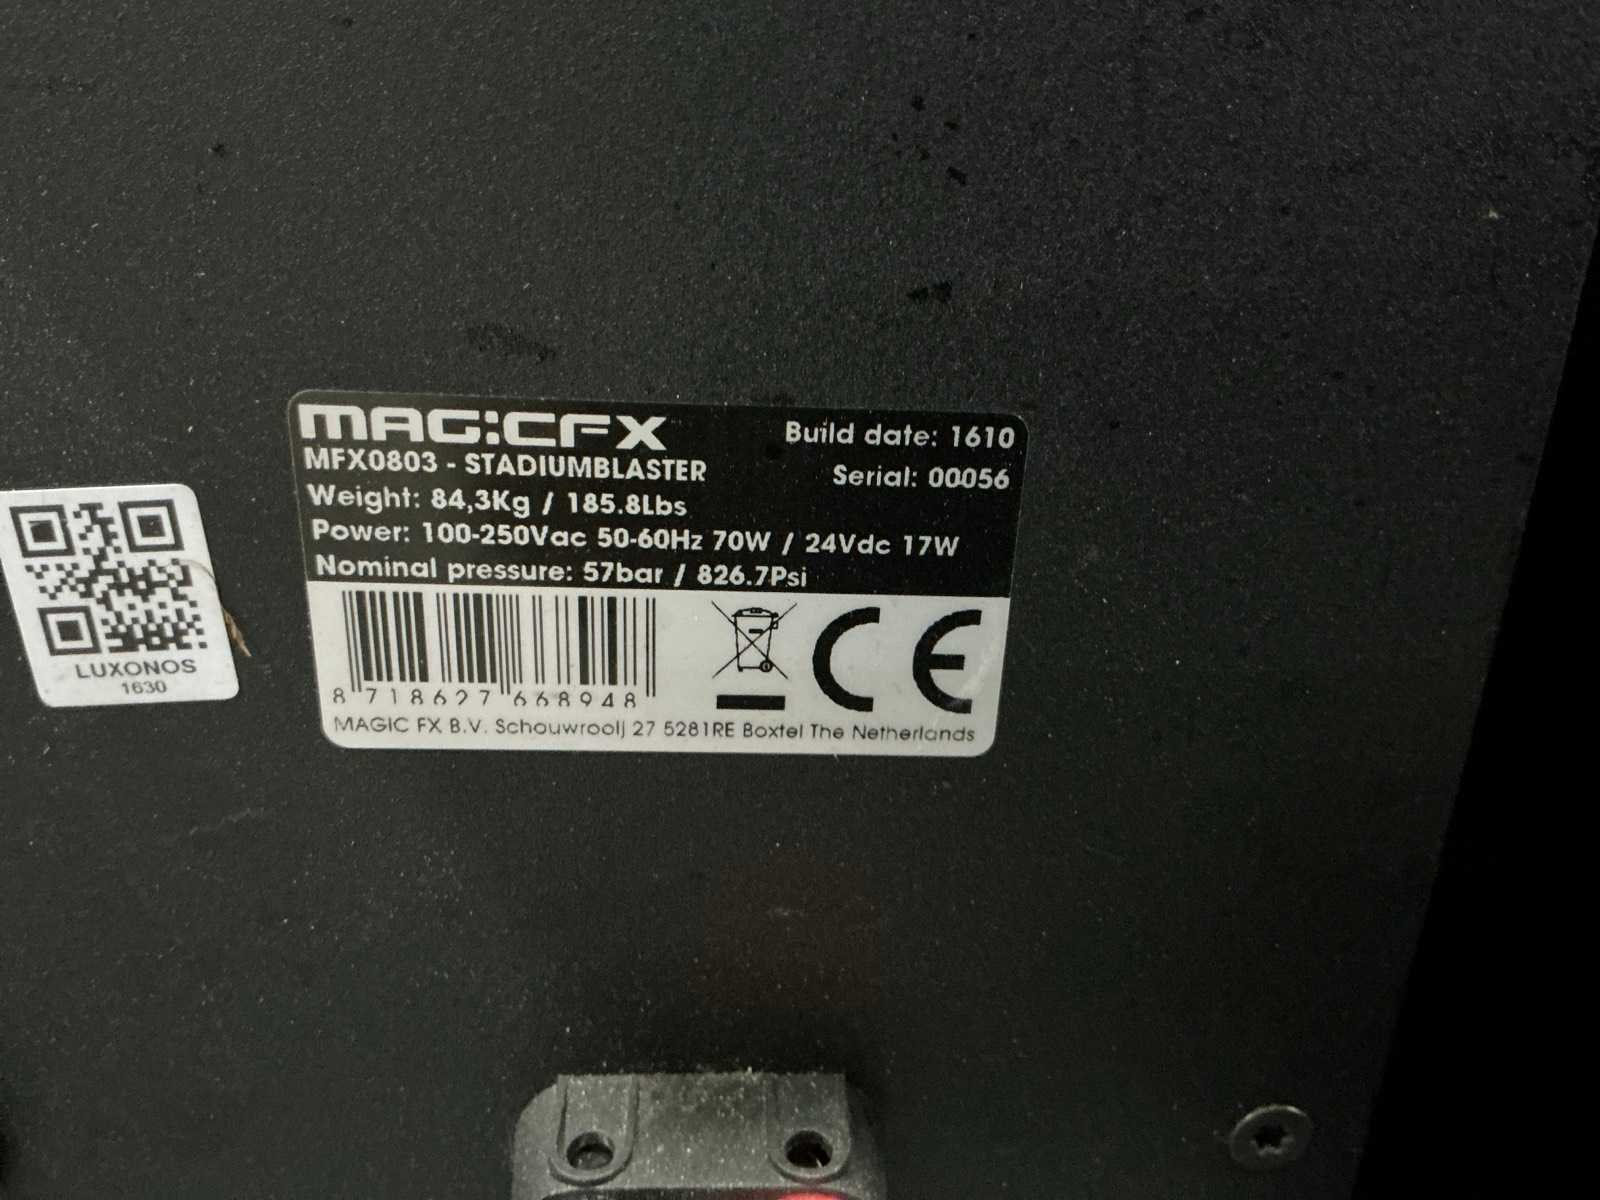 MAGICFX
Build date: 1610
MFX0803 - STADIUMBLASTER
Serial: 00056
Weight: 84,3Kg / 185.8Lbs
Power: 100-250Vac 50-60Hz 70W / 24Vdc 17W
Nominal pressure: 57bar / 826.7Psi
8 718627 668948
CE
MAGIC FX B.V. Schouwrooij 27 5281RE Boxtel The Netherlands
LUXONOS
1630